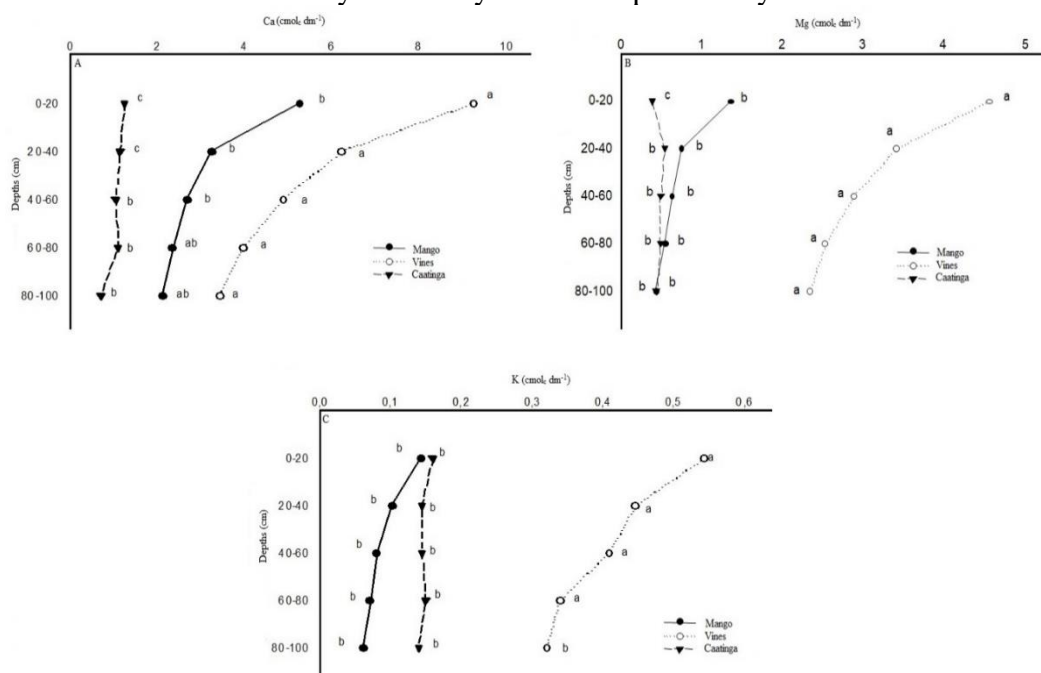 Ca (cmolc dm-1)
0 2 4 6 8 10
A
0-20 c b a
20-40 c b a
40-60 b b a
60-80 b ab a
80-100 b ab a
Depths (cm)
Mango
Vines
Caatinga
Mg (cmolc dm-1)
0 1 2 3 4 5
B
0-20 c b a
20-40 b b a
40-60 b b a
60-80 b b a
80-100 b b a
Depths (cm)
Mango
Vines
Caatinga
K (cmolc dm-1)
0,0 0,1 0,2 0,3 0,4 0,5 0,6
C
0-20 b b a
20-40 b b a
40-60 b b a
60-80 b b a
80-100 b b b
Depths (cm)
Mango
Vines
Caatinga